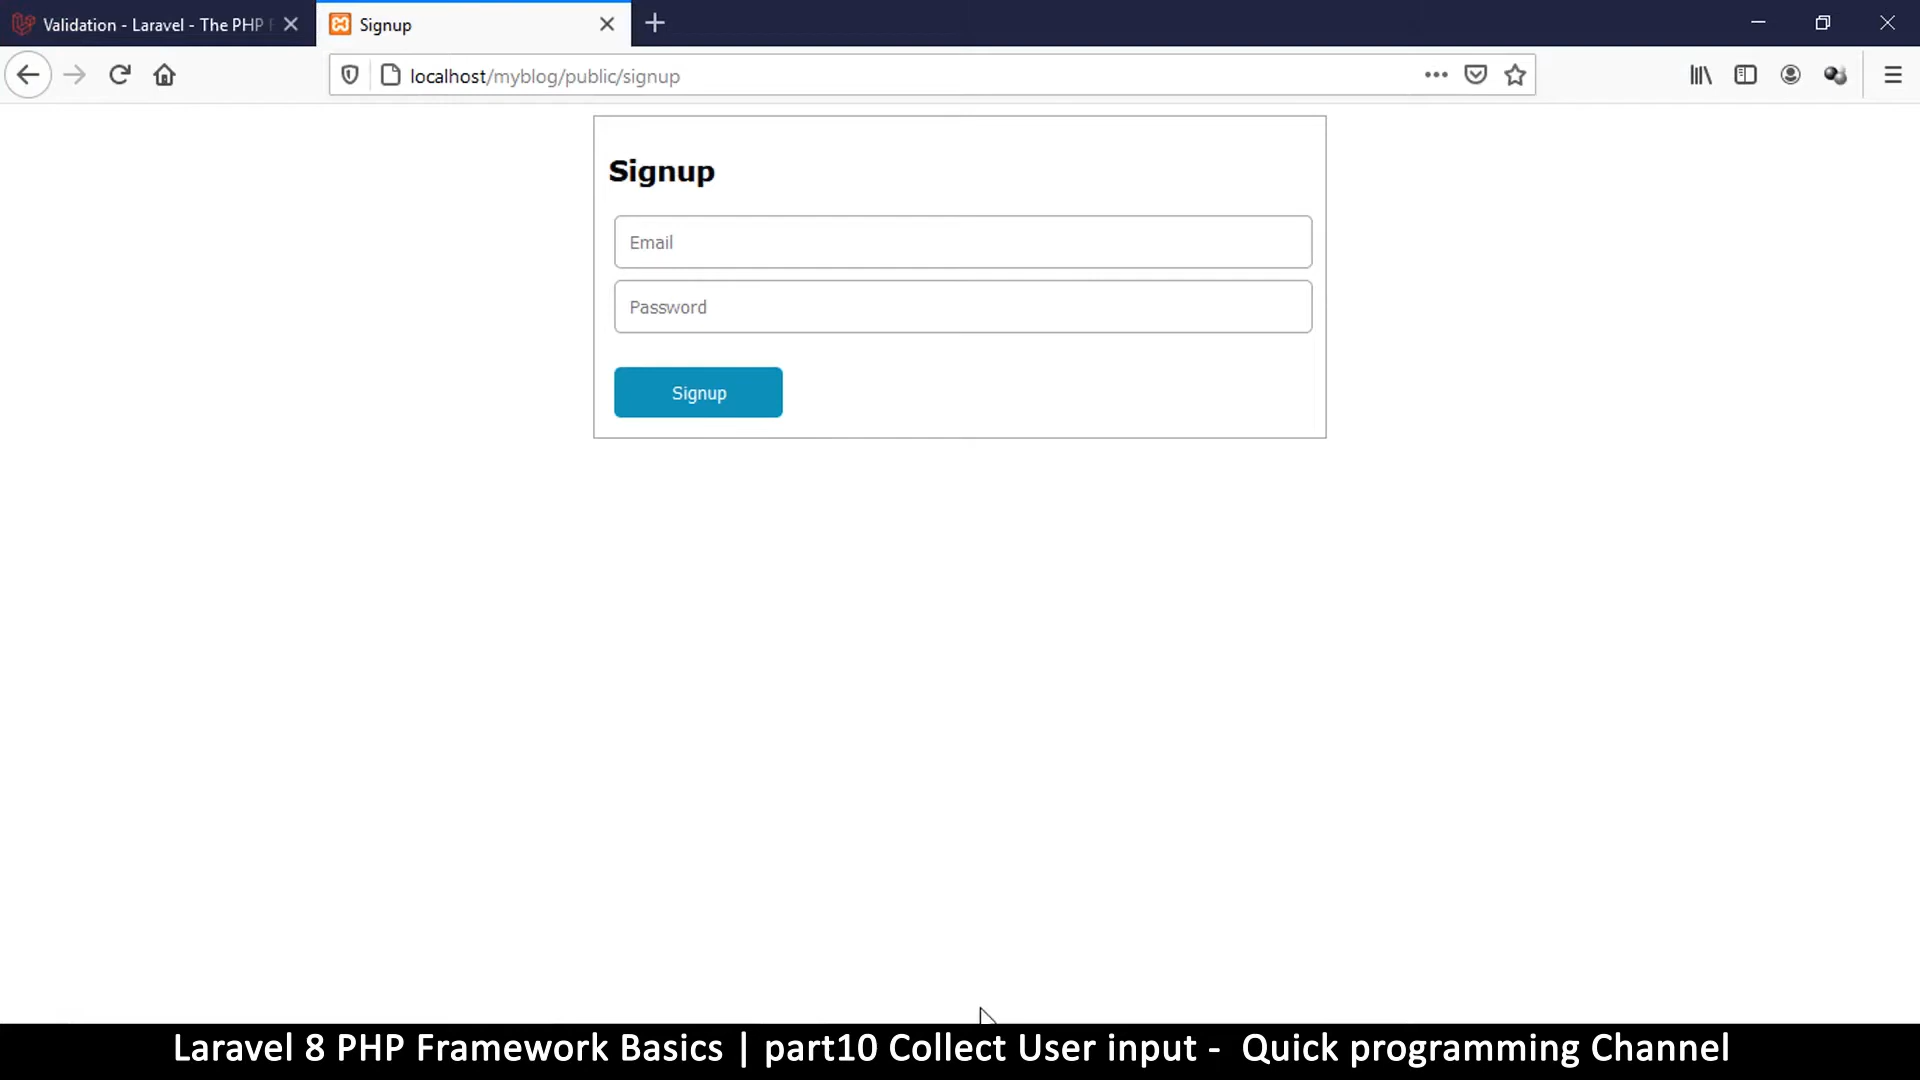 Validation - Laravel - The PHP F
Signup
localhost/myblog/public/signup
Signup
Email
Password
Signup
Laravel 8 PHP Framework Basics | part10 Collect User input - Quick programming Channel